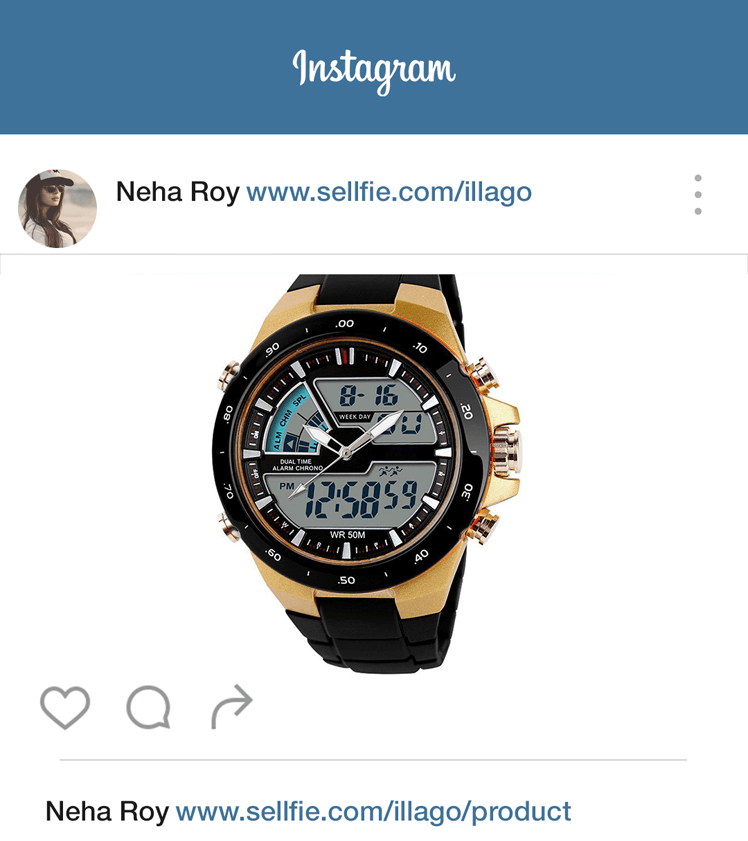 Instagram
Neha Roy www.sellfie.com/illago
.00
.90
.10
.80
.20
.70
.30
.60
.40
.50
8-16
WEEK DAY
SU
ALM CHM SPL
DUAL TIME
ALARM CHRONO
PM
12:58 59
WR 50M
Neha Roy www.sellfie.com/illago/product